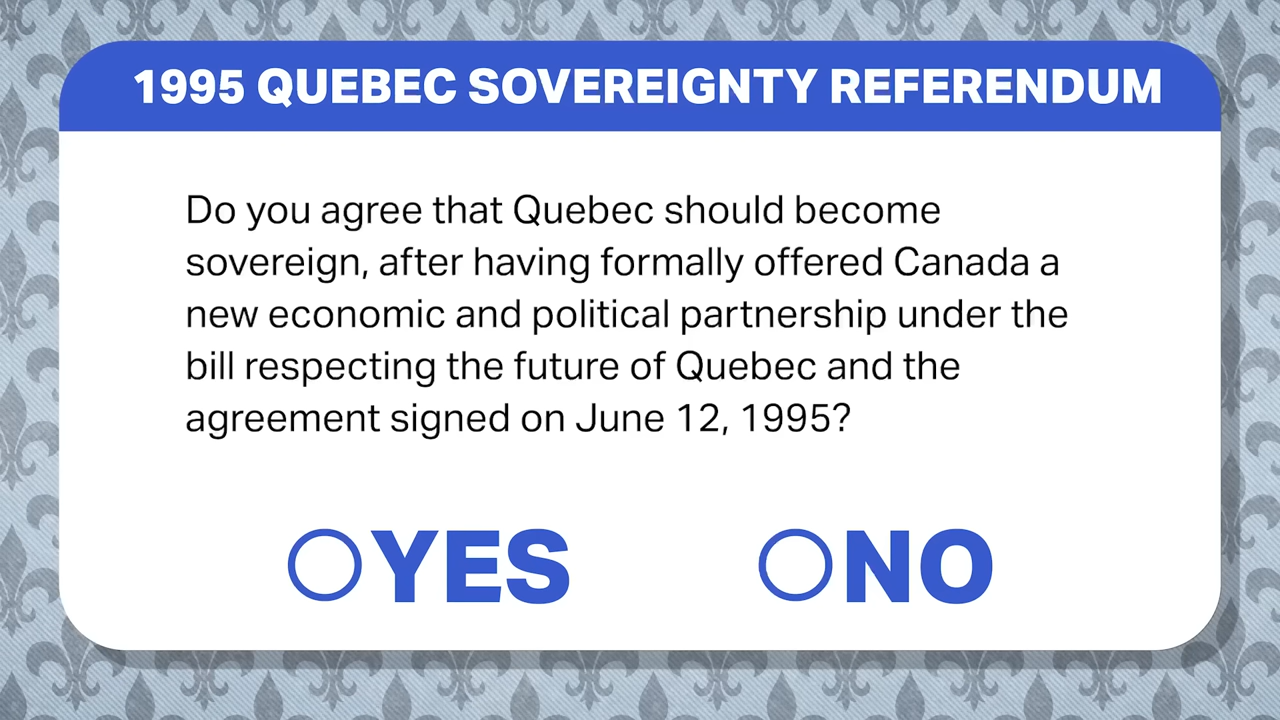 1995 QUEBEC SOVEREIGNTY REFERENDUM
Do you agree that Quebec should become
sovereign, after having formally offered Canada a
new economic and political partnership under the
bill respecting the future of Quebec and the
agreement signed on June 12, 1995?
YES NO